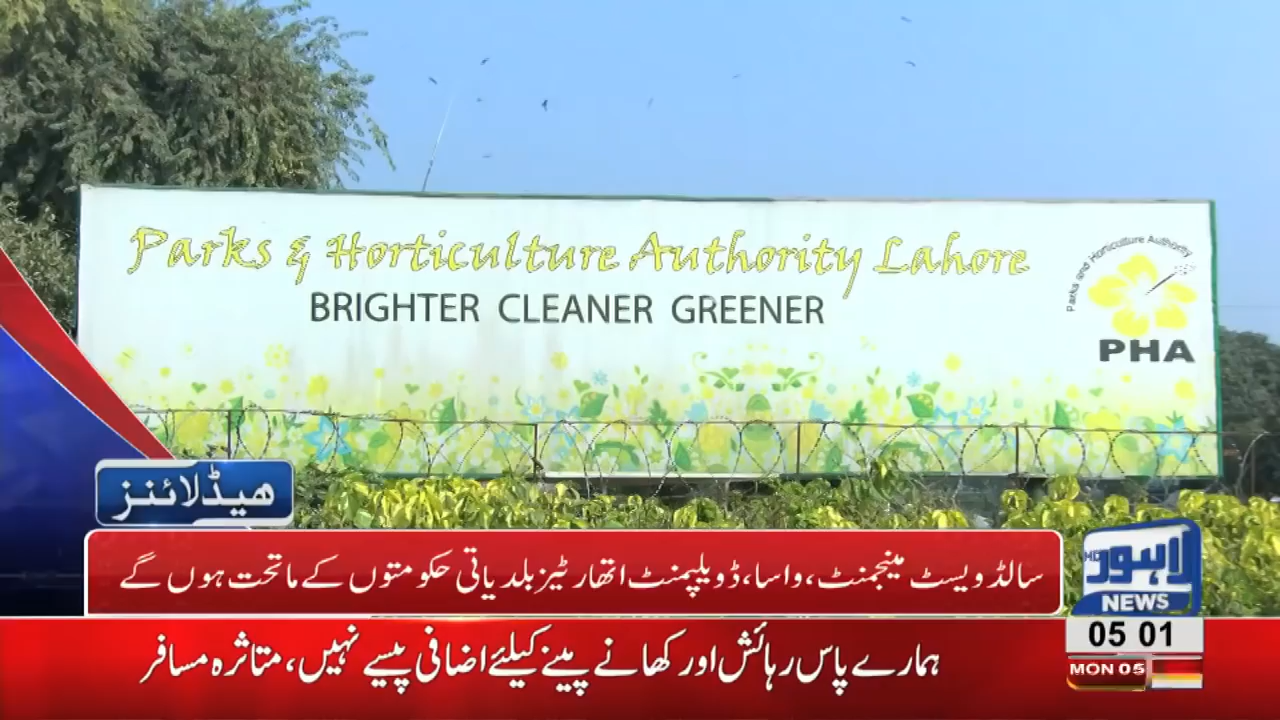 Parks & Horticulture Authority Lahore
BRIGHTER CLEANER GREENER
Parks and Horticulture Authority
PHA
ہیڈلائنز
سالڈ ویسٹ مینجمنٹ، واسا، ڈویلپمنٹ اتھارٹیز بلدیاتی حکومتوں کے ماتحت ہوں گے
HD
لاہور
NEWS
05 01
ہمارے پاس رہائش اور کھانے پینے کیلئے اضافی پیسے نہیں، متاثرہ مسافر
MON 05